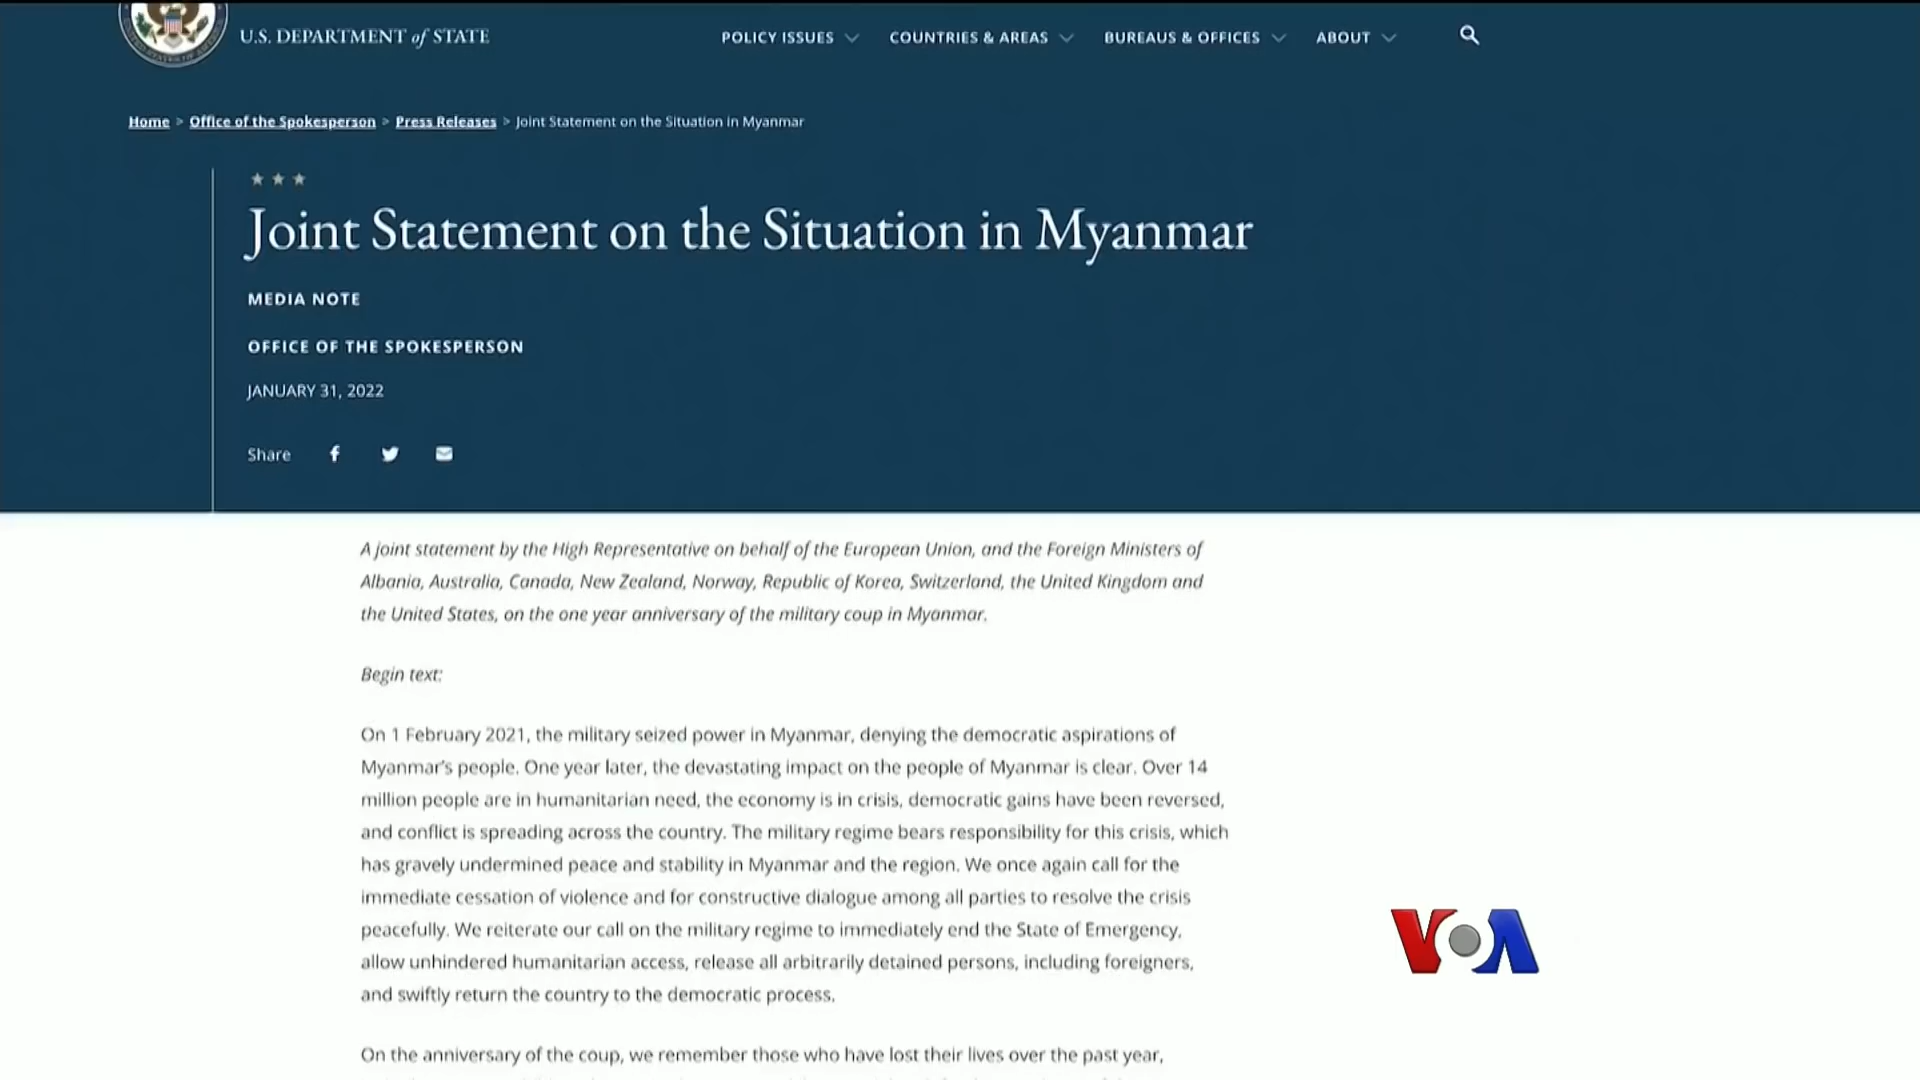 U.S. DEPARTMENT of STATE
POLICY ISSUES
COUNTRIES & AREAS
BUREAUS & OFFICES
ABOUT
Home > Office of the Spokesperson > Press Releases > Joint Statement on the Situation in Myanmar
Joint Statement on the Situation in Myanmar
MEDIA NOTE
OFFICE OF THE SPOKESPERSON
JANUARY 31, 2022
Share
A joint statement by the High Representative on behalf of the European Union, and the Foreign Ministers of
Albania, Australia, Canada, New Zealand, Norway, Republic of Korea, Switzerland, the United Kingdom and
the United States, on the one year anniversary of the military coup in Myanmar.
Begin text:
On 1 February 2021, the military seized power in Myanmar, denying the democratic aspirations of
Myanmar's people. One year later, the devastating impact on the people of Myanmar is clear. Over 14
million people are in humanitarian need, the economy is in crisis, democratic gains have been reversed,
and conflict is spreading across the country. The military regime bears responsibility for this crisis, which
has gravely undermined peace and stability in Myanmar and the region. We once again call for the
immediate cessation of violence and for constructive dialogue among all parties to resolve the crisis
peacefully. We reiterate our call on the military regime to immediately end the State of Emergency,
allow unhindered humanitarian access, release all arbitrarily detained persons, including foreigners,
and swiftly return the country to the democratic process.
VOA
On the anniversary of the coup, we remember those who have lost their lives over the past year,